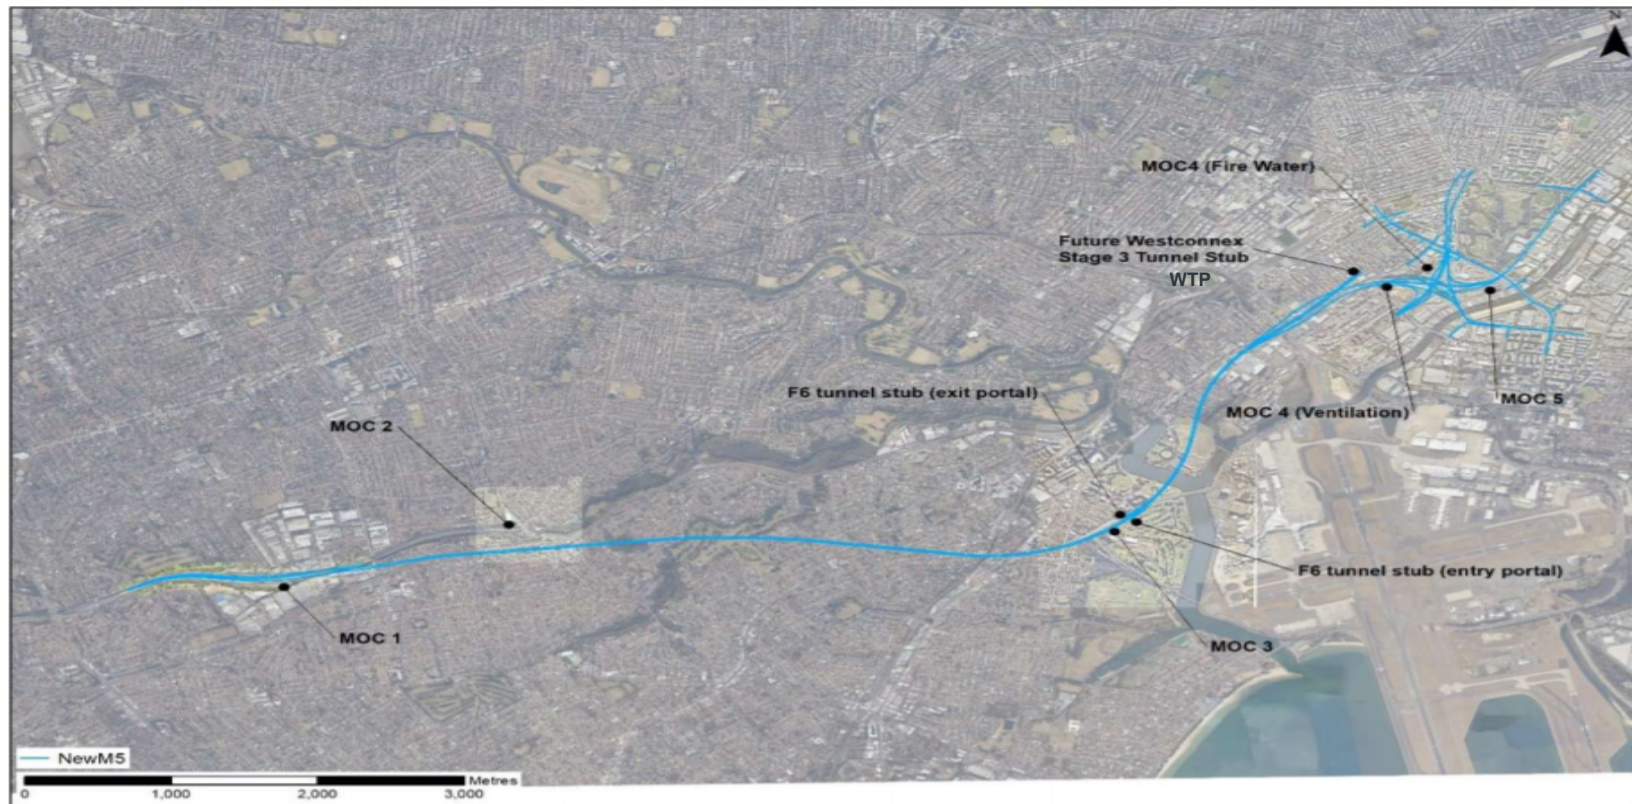 N
MOC4 (Fire Water)
Future Westconnex
Stage 3 Tunnel Stub
WTP
F6 tunnel stub (exit portal)
MOC 5
MOC 4 (Ventilation)
MOC 2
F6 tunnel stub (entry portal)
MOC 1
MOC 3
NewM5
Metres
0 1,000 2,000 3,000